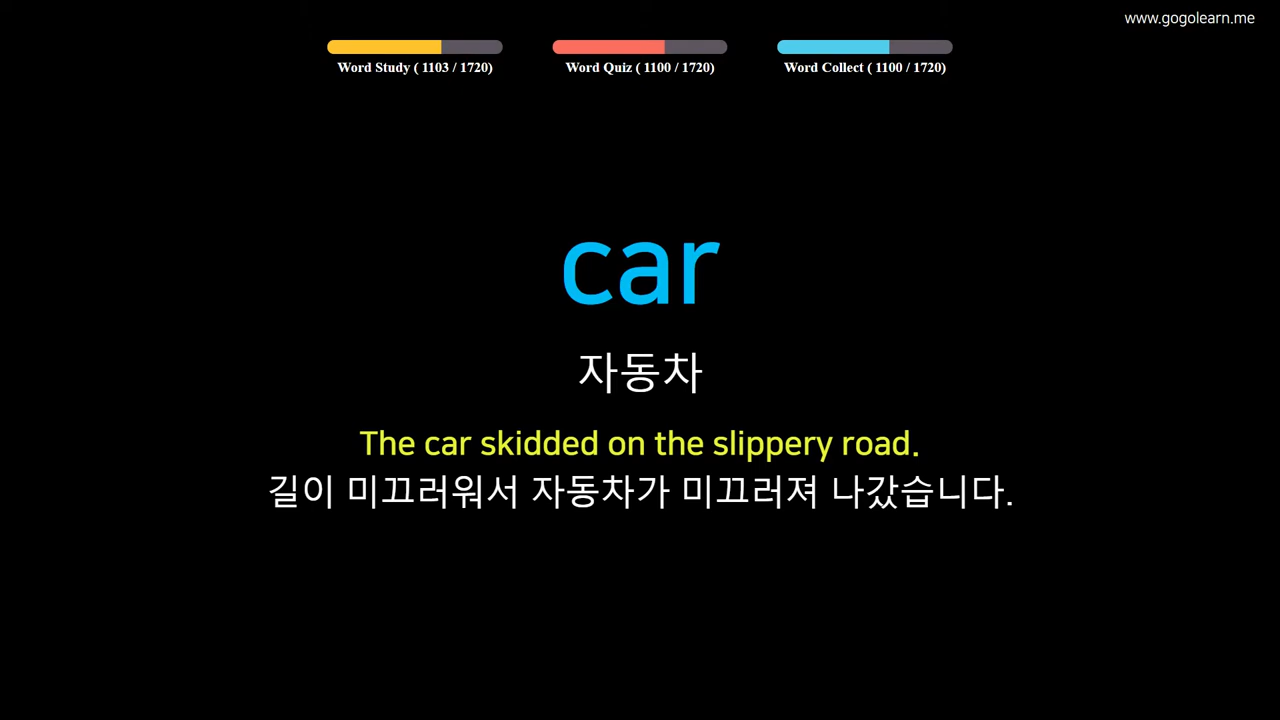 www.gogolearn.me
Word Study ( 1103 / 1720)
Word Quiz ( 1100 / 1720)
Word Collect ( 1100 / 1720)
car
자동차
The car skidded on the slippery road.
길이 미끄러워서 자동차가 미끄러져 나갔습니다.